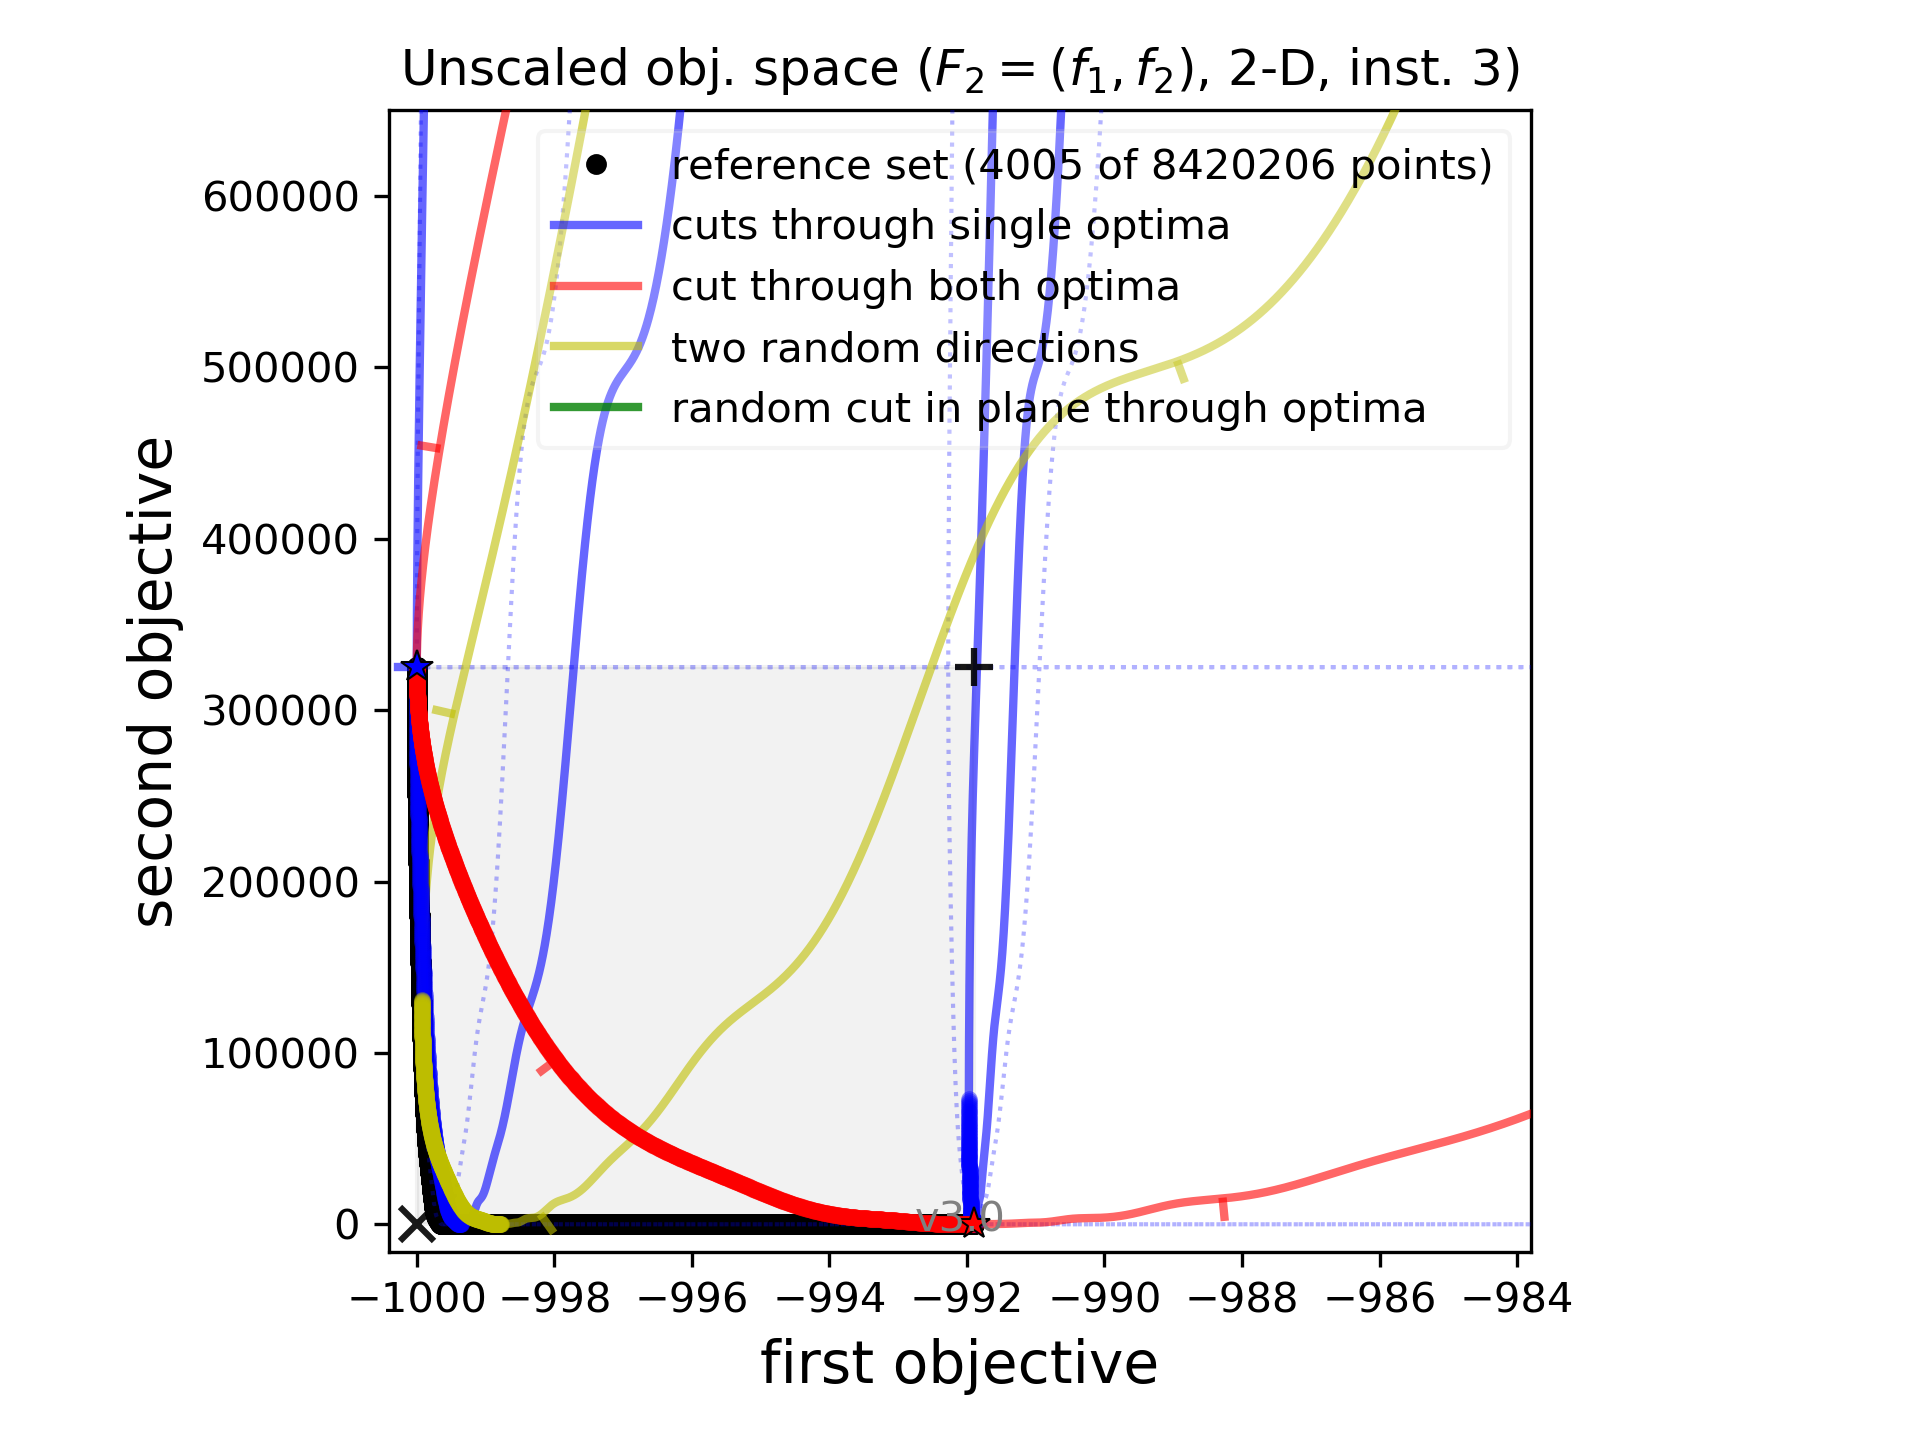 Unscaled obj. space (F₂ = (f₁, f₂), 2-D, inst. 3)
reference set (4005 of 8420206 points)
cuts through single optima
cut through both optima
two random directions
random cut in plane through optima
600000
500000
400000
300000
200000
100000
0
second objective
v3.0
−1000 −998 −996 −994 −992 −990 −988 −986 −984
first objective